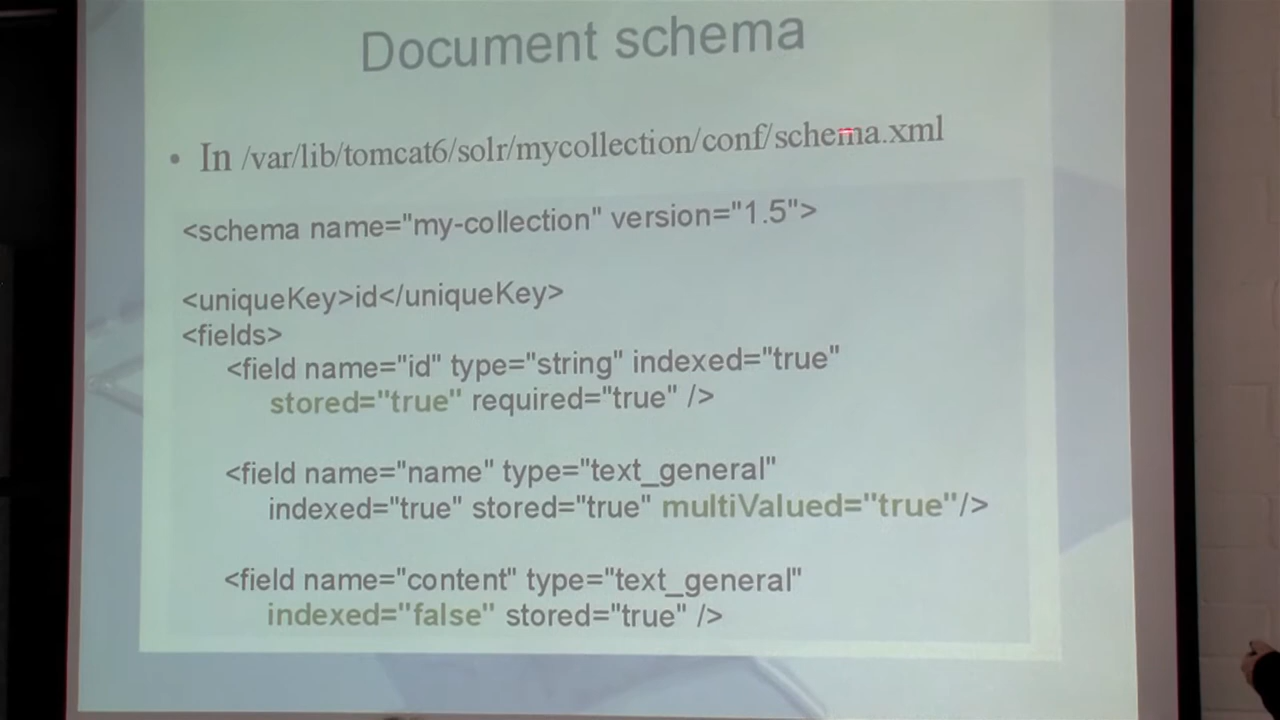 Document schema
• In /var/lib/tomcat6/solr/mycollection/conf/schema.xml
<schema name="my-collection" version="1.5">
<uniqueKey>id</uniqueKey>
<fields>
<field name="id" type="string" indexed="true"
stored="true" required="true" />
<field name="name" type="text_general"
indexed="true" stored="true" multiValued="true"/>
<field name="content" type="text_general"
indexed="false" stored="true" />